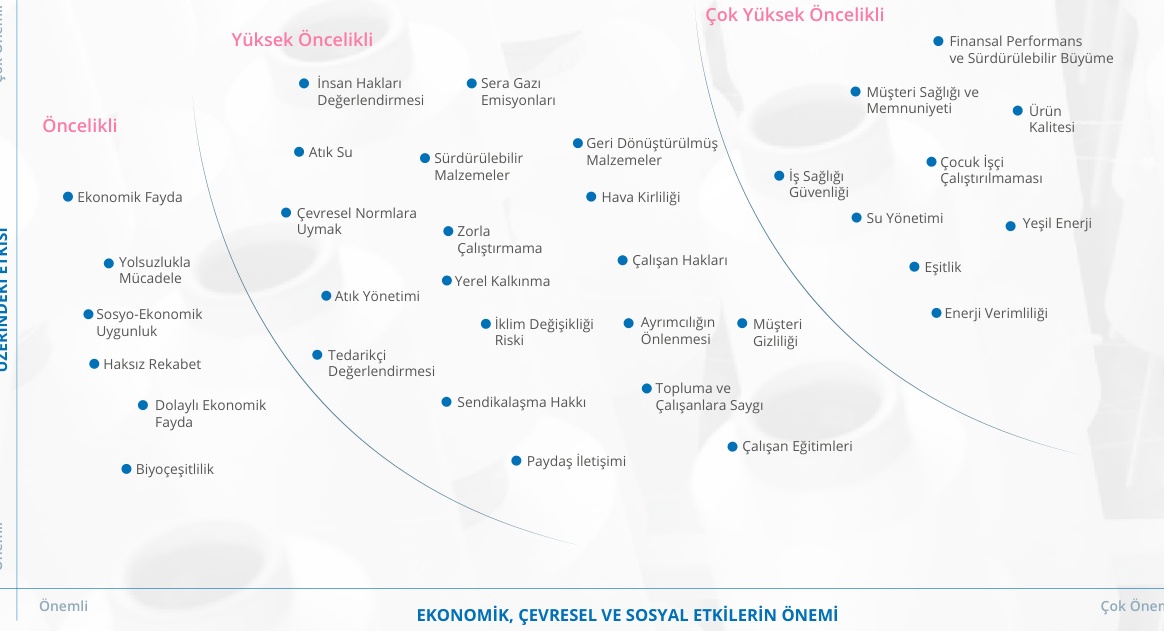 Çok Yüksek Öncelikli
Yüksek Öncelikli
Öncelikli
Finansal Performans
ve Sürdürülebilir Büyüme
Müşteri Sağlığı ve
Memnuniyeti
Ürün
Kalitesi
İş Sağlığı
Güvenliği
Çocuk İşçi
Çalıştırılmaması
Su Yönetimi
Yeşil Enerji
Eşitlik
Enerji Verimliliği
İnsan Hakları
Değerlendirmesi
Sera Gazı
Emisyonları
Atık Su
Sürdürülebilir
Malzemeler
Geri Dönüştürülmüş
Malzemeler
Hava Kirliliği
Çevresel Normlara
Uymak
Zorla
Çalıştırmama
Çalışan Hakları
Yerel Kalkınma
Atık Yönetimi
İklim Değişikliği
Riski
Ayrımcılığın
Önlenmesi
Müşteri
Gizliliği
Tedarikçi
Değerlendirmesi
Topluma ve
Çalışanlara Saygı
Sendikalaşma Hakkı
Çalışan Eğitimleri
Paydaş İletişimi
Ekonomik Fayda
Yolsuzlukla
Mücadele
Sosyo-Ekonomik
Uygunluk
Haksız Rekabet
Dolaylı Ekonomik
Fayda
Biyoçeşitlilik
ÜZERİNDEKİ ETKİSİ
Önemli
EKONOMİK, ÇEVRESEL VE SOSYAL ETKİLERİN ÖNEMİ
Çok Önem